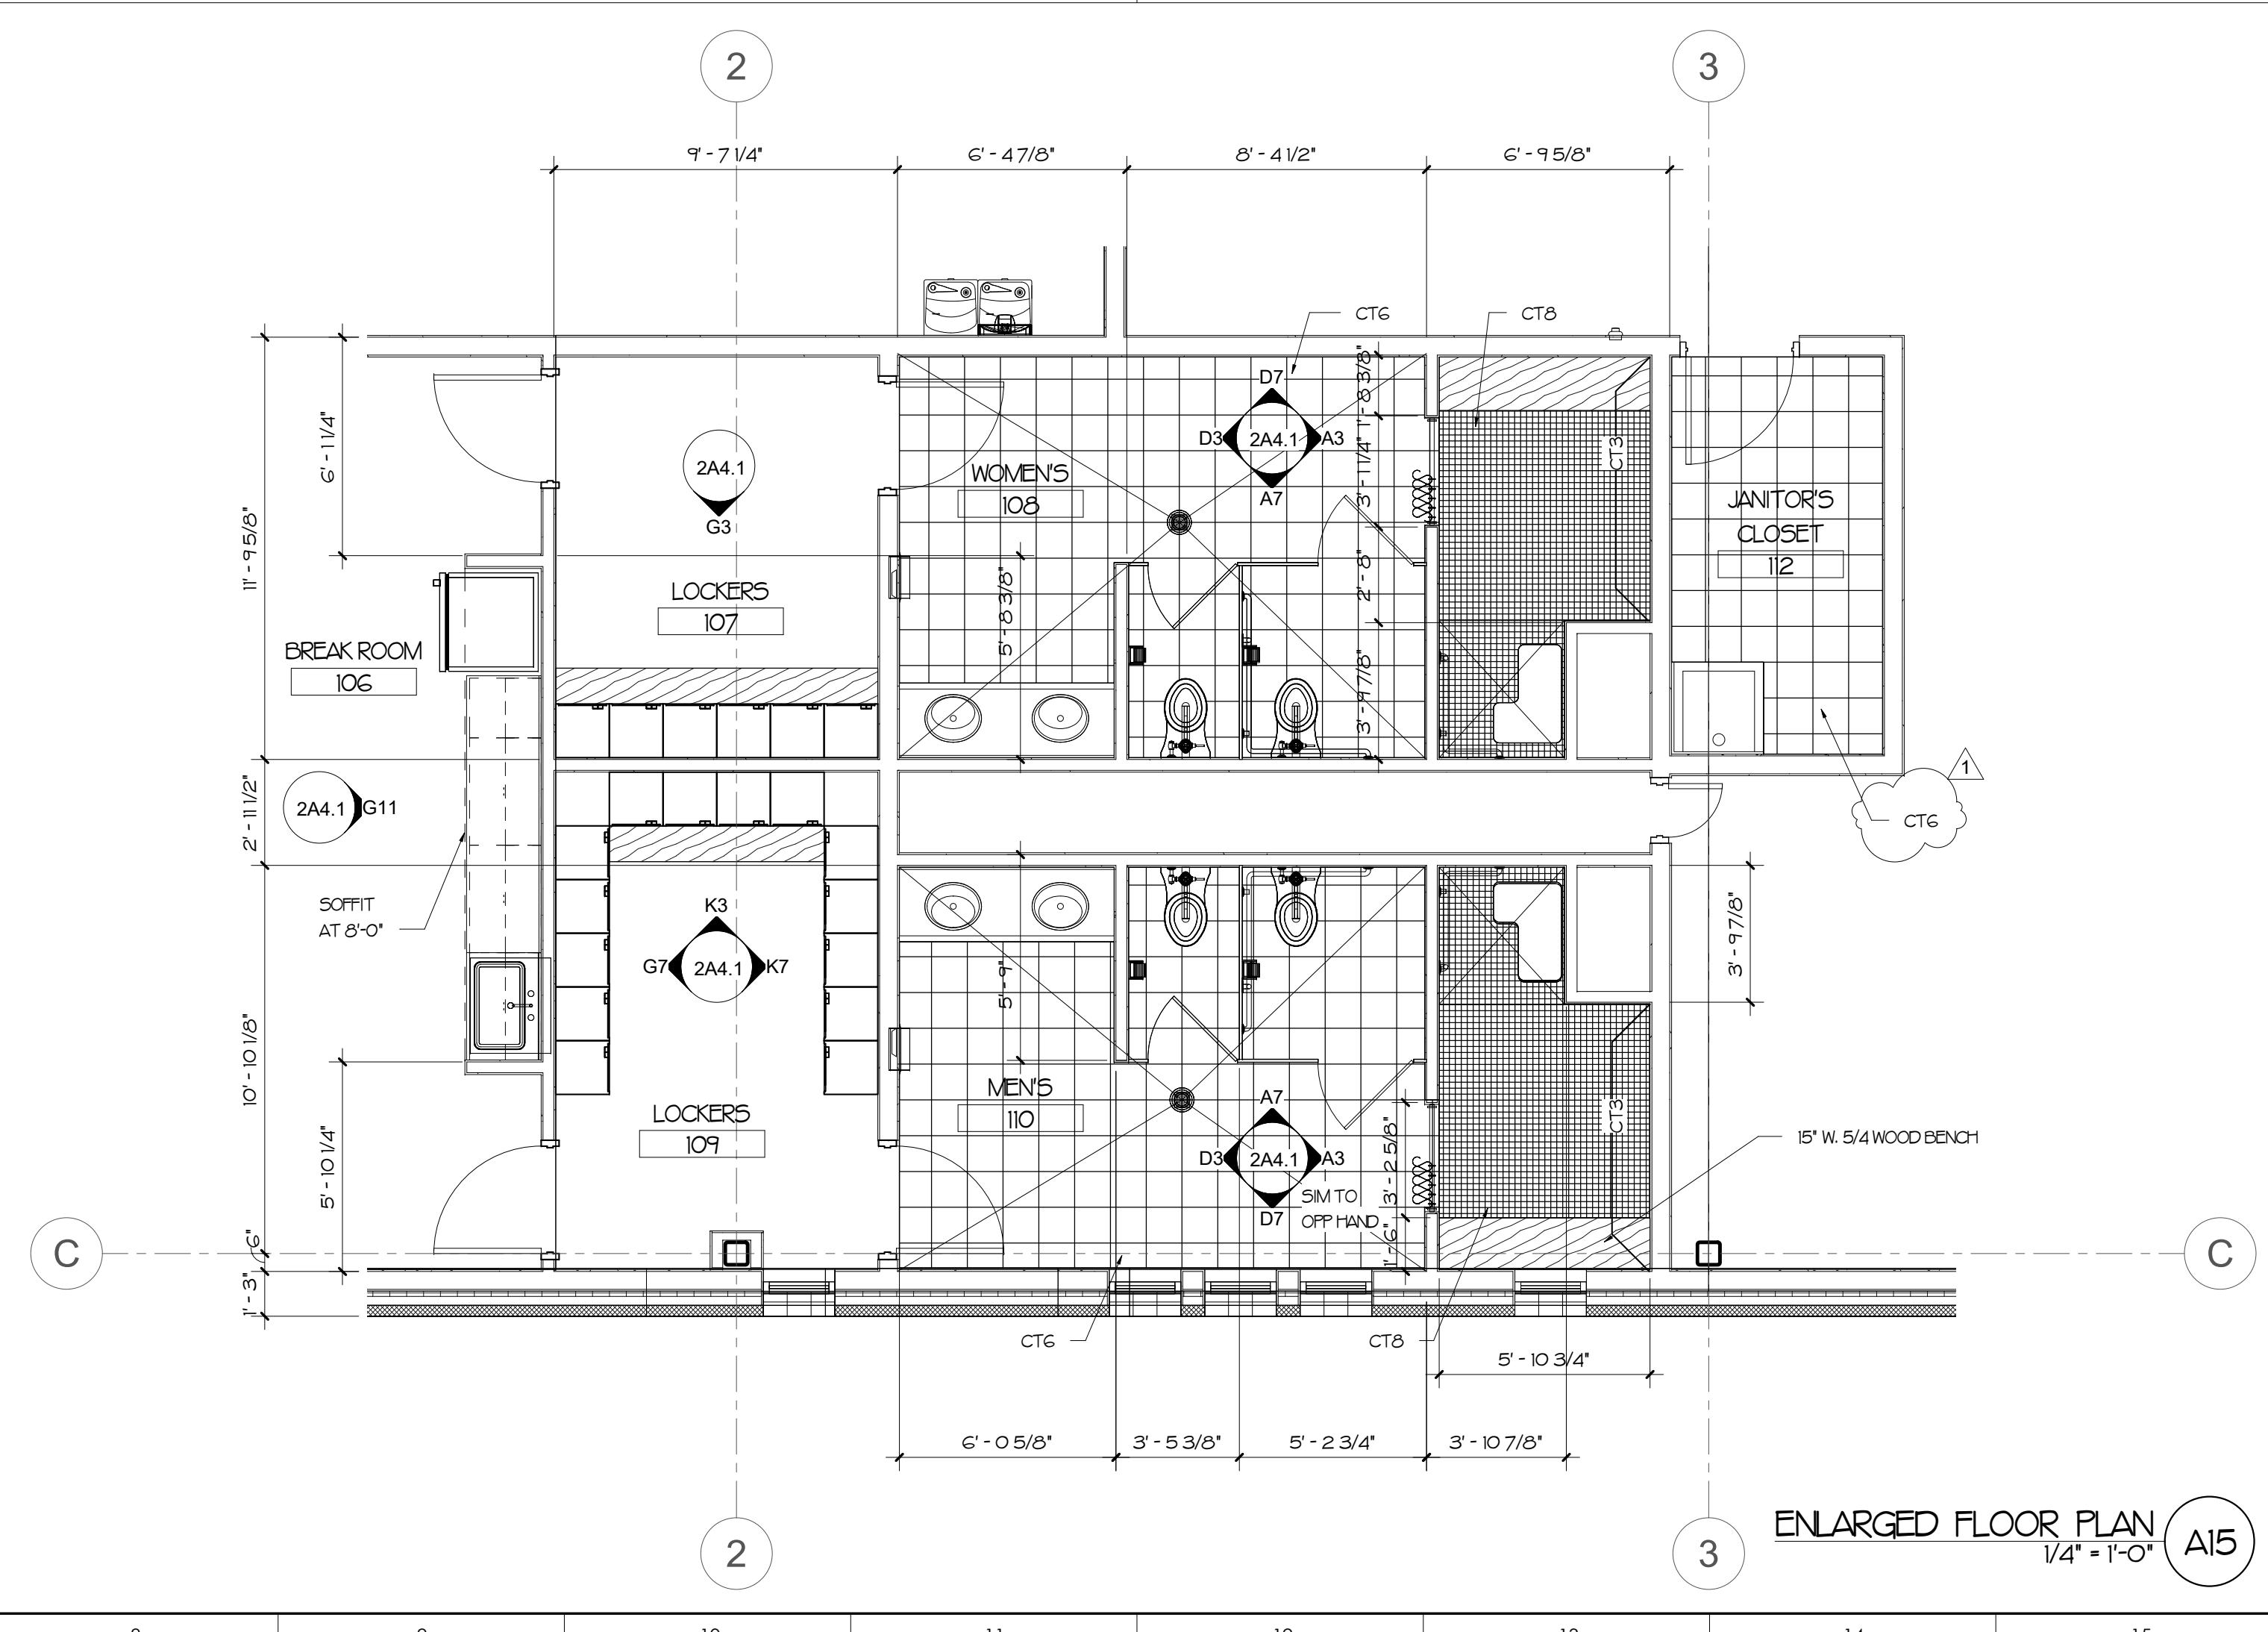 2
3
9' - 7 1/4"
6' - 4 7/8"
8' - 4 1/2"
6' - 9 5/8"
CT6
CT8
1' - 8 3/8"
D7
D3
2A4.1
A3
A7
3' - 1 1/4"
CT3
2A4.1
G3
6' - 1 1/4"
WOMEN'S
108
JANITOR'S
CLOSET
112
11' - 9 5/8"
LOCKERS
107
5' - 8 3/8"
2' - 8"
BREAK ROOM
106
3' - 9 7/8"
1
2A4.1
G11
2' - 11 1/2"
CT6
SOFFIT
AT 8'-0"
K3
G7
2A4.1
K7
5' - 9"
3' - 9 7/8"
10' - 10 1/8"
MEN'S
110
LOCKERS
109
A7
D3
2A4.1
A3
D7
SIM TO
OPP HAND
3' - 2 5/8"
CT3
15" W. 5/4 WOOD BENCH
5' - 10 1/4"
1' - 6"
6"
C
C
1' - 3"
CT6
CT8
5' - 10 3/4"
6' - 0 5/8"
3' - 5 3/8"
5' - 2 3/4"
3' - 10 7/8"
2
3
ENLARGED FLOOR PLAN
1/4" = 1'-0"
A15